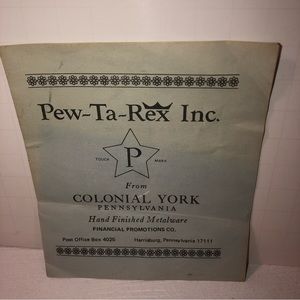 Pew-Ta-Rex Inc.
TOUCH P MARK
From
COLONIAL YORK
PENNSYLVANIA
Hand Finished Metalware
FINANCIAL PROMOTIONS CO.
Post Office Box 4025 Harrisburg, Pennsylvania 17111